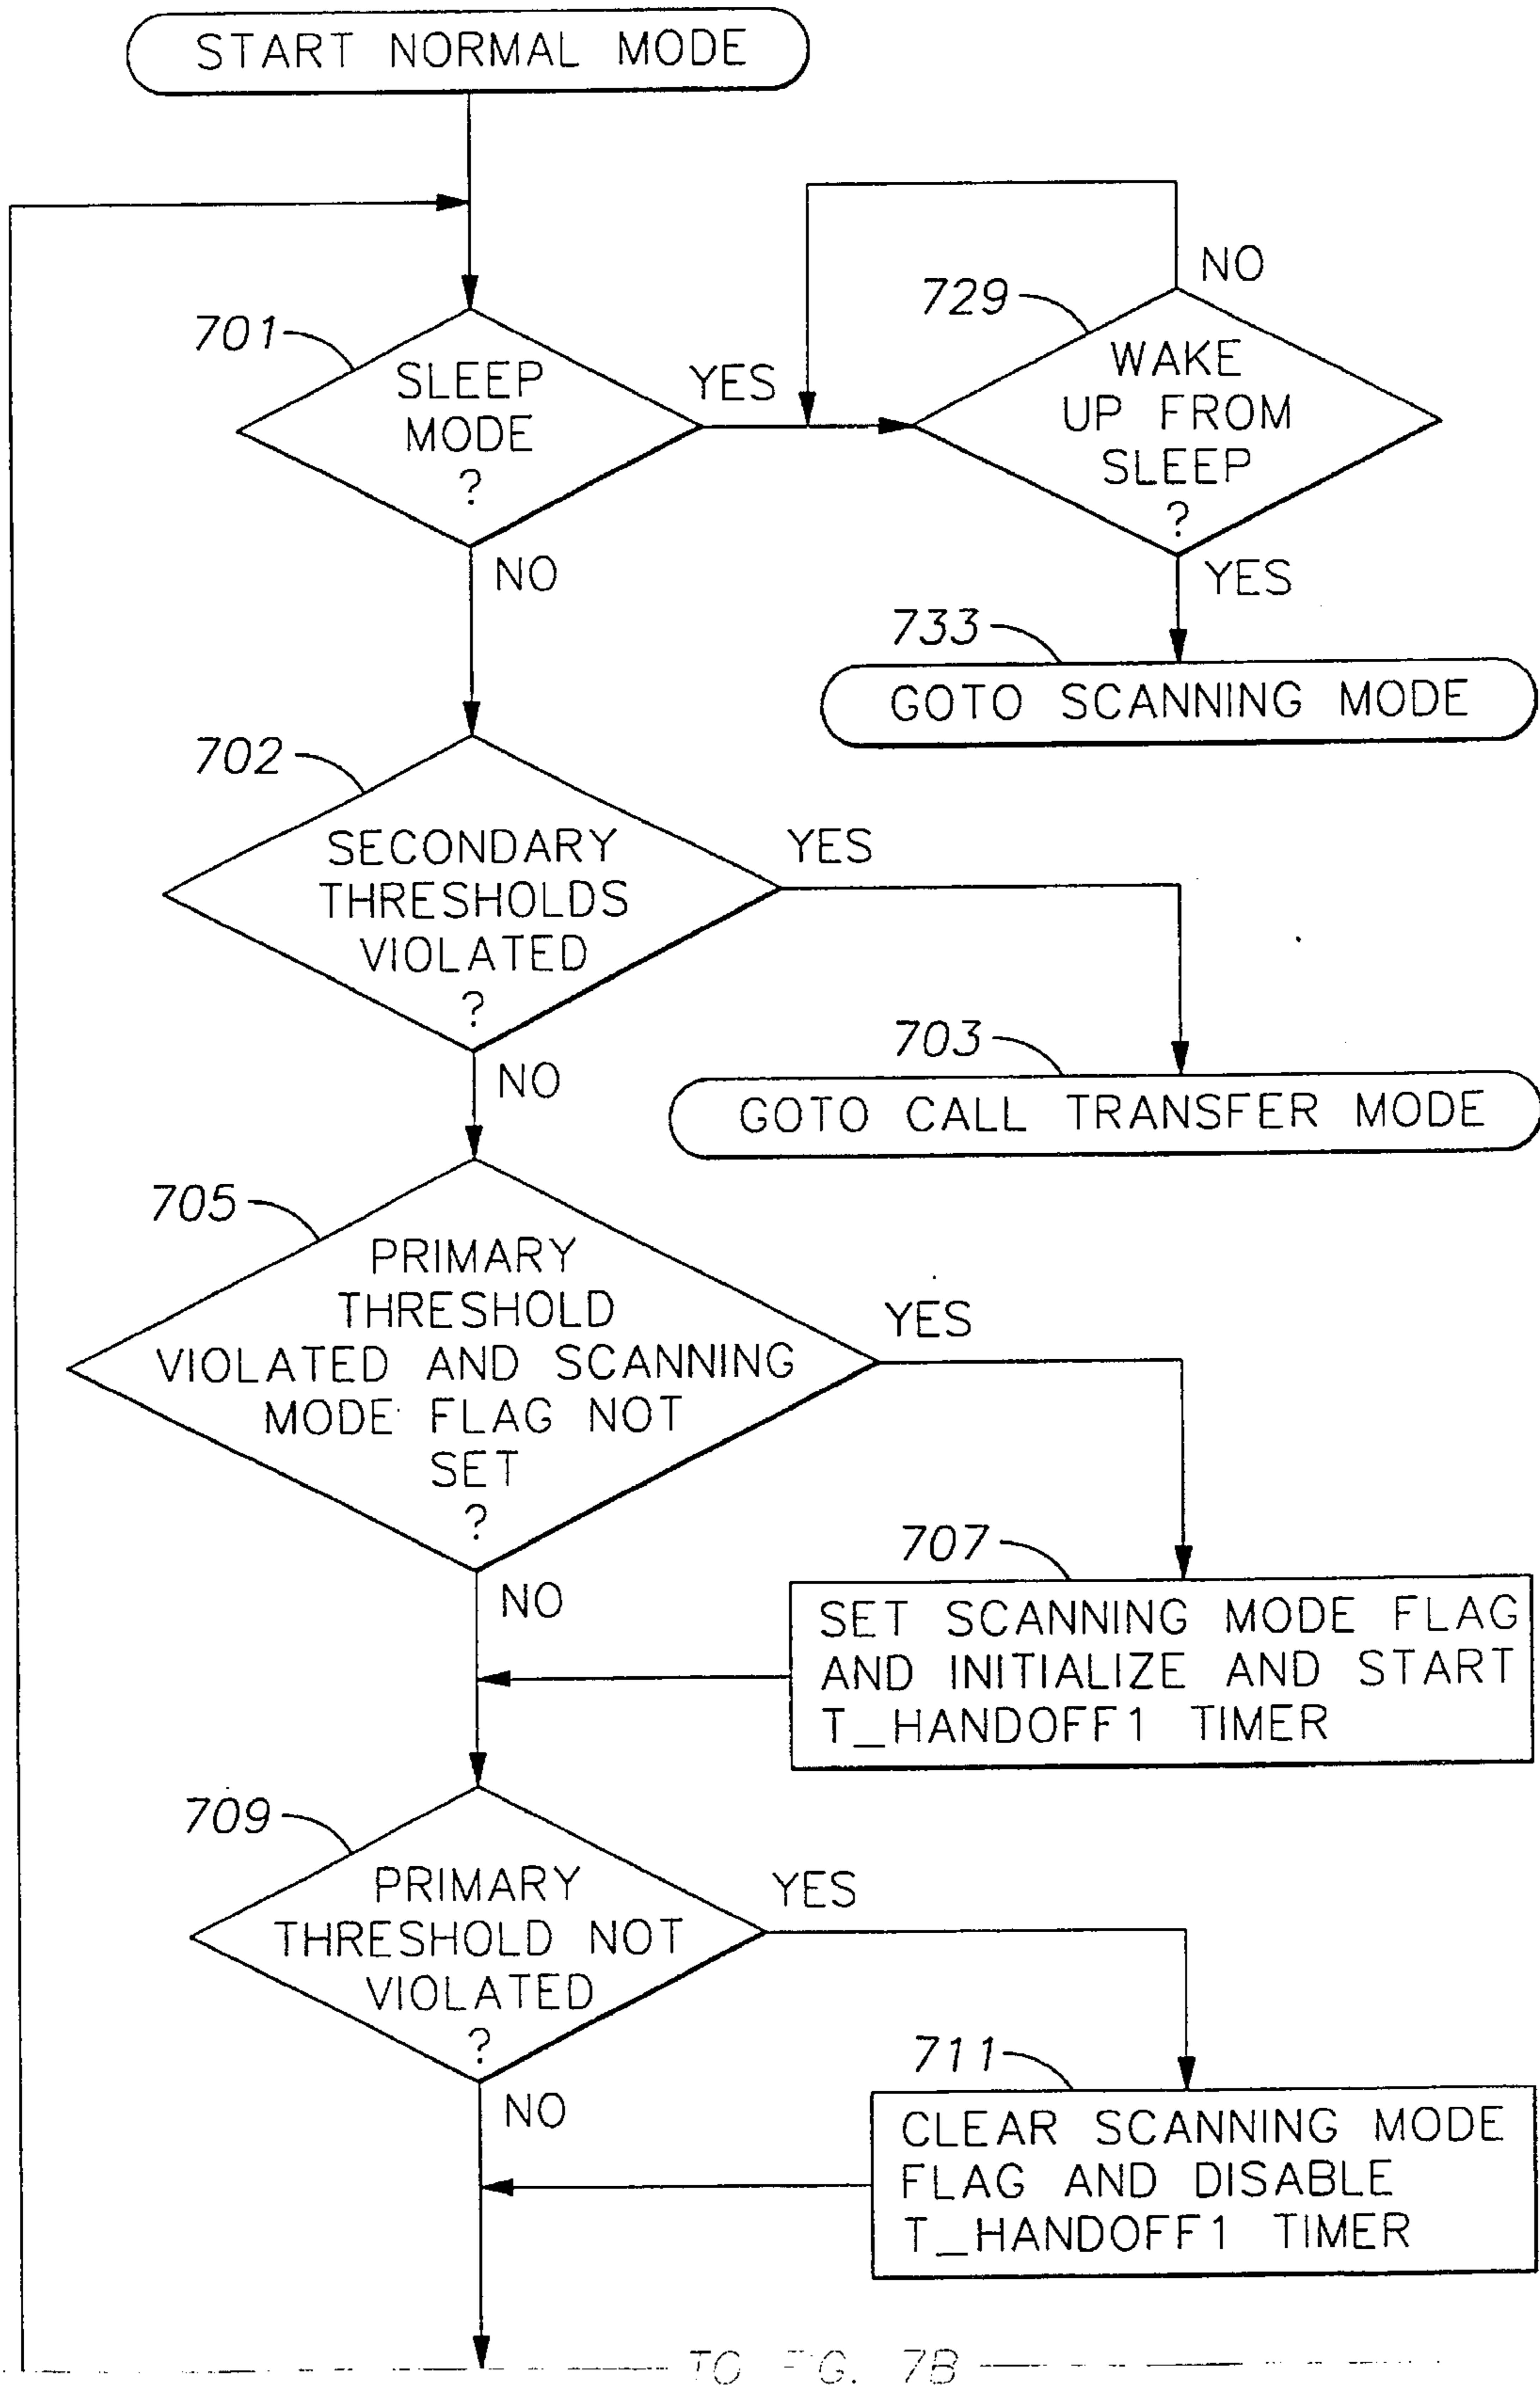 START NORMAL MODE
701
SLEEP
MODE
?
YES
NO
729
WAKE
UP FROM
SLEEP
?
NO
YES
733
GOTO SCANNING MODE
702
SECONDARY
THRESHOLDS
VIOLATED
?
YES
NO
703
GOTO CALL TRANSFER MODE
705
PRIMARY
THRESHOLD
VIOLATED AND SCANNING
MODE FLAG NOT
SET
?
YES
NO
707
SET SCANNING MODE FLAG
AND INITIALIZE AND START
T_HANDOFF1 TIMER
709
PRIMARY
THRESHOLD NOT
VIOLATED
?
YES
NO
711
CLEAR SCANNING MODE
FLAG AND DISABLE
T_HANDOFF1 TIMER
TO FIG. 7B